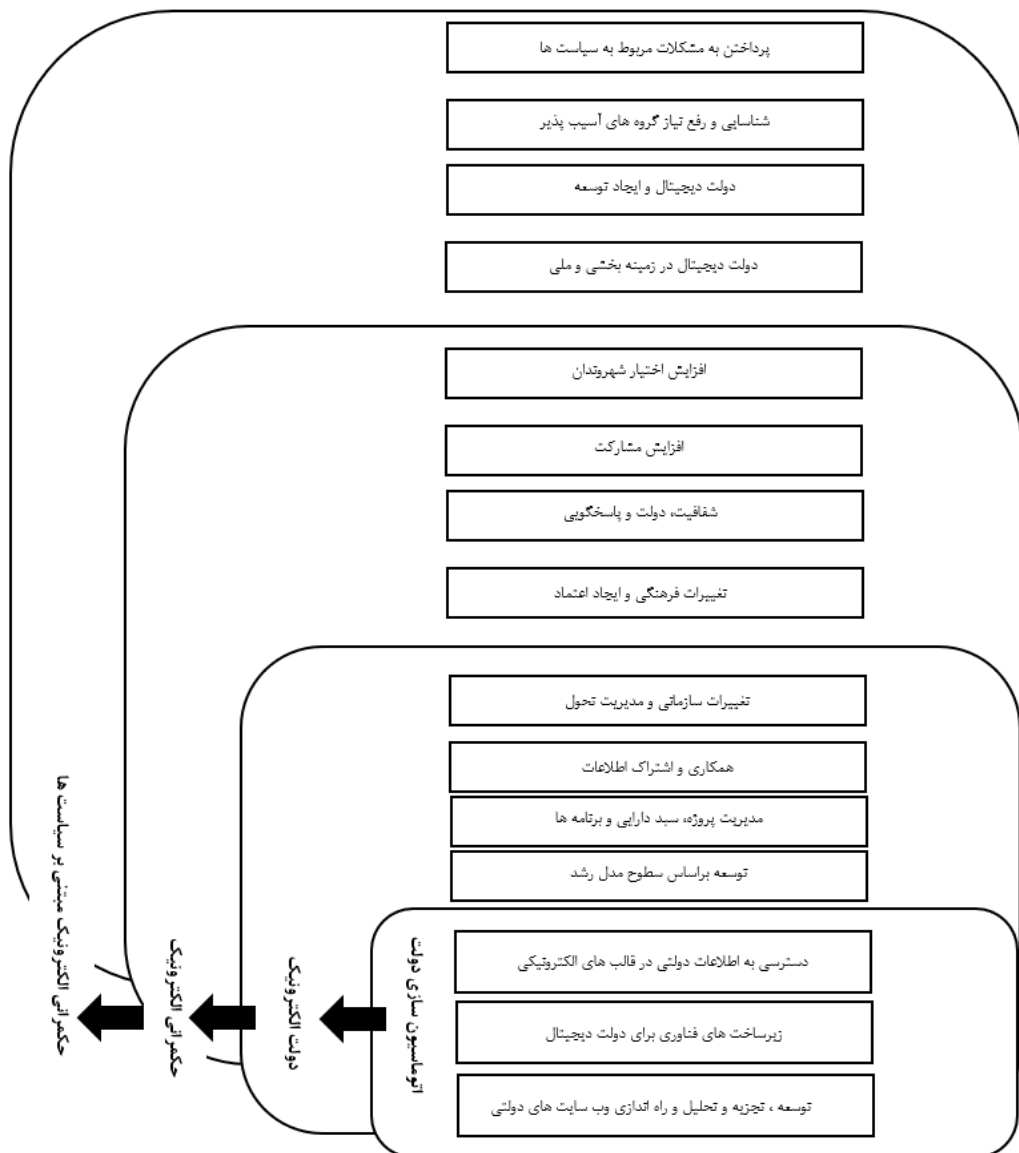 پرداختن به مشکلات مربوط به سیاست ها
شناسایی و رفع نیاز گروه های آسیب پذیر
دولت دیجیتال و ایجاد توسعه
دولت دیجیتال در زمینه بخشی و ملی
افزایش اختیار شهروندان
افزایش مشارکت
شفافیت، دولت و پاسخگویی
تغییرات فرهنگی و ایجاد اعتماد
تغییرات سازمانی و مدیریت تحول
همکاری و اشتراک اطلاعات
مدیریت پروژه، سبد دارایی و برنامه ها
توسعه براساس سطوح مدل رشد
دسترسی به اطلاعات دولتی در قالب های الکترونیکی
زیرساخت های فناوری برای دولت دیجیتال
توسعه ، تجزیه و تحلیل و راه اندازی وب سایت های دولتی
اتوماسیون سازی دولت
دولت الکترونیک
حکمرانی الکترونیک
حکمرانی الکترونیک مبتنی بر سیاست ها